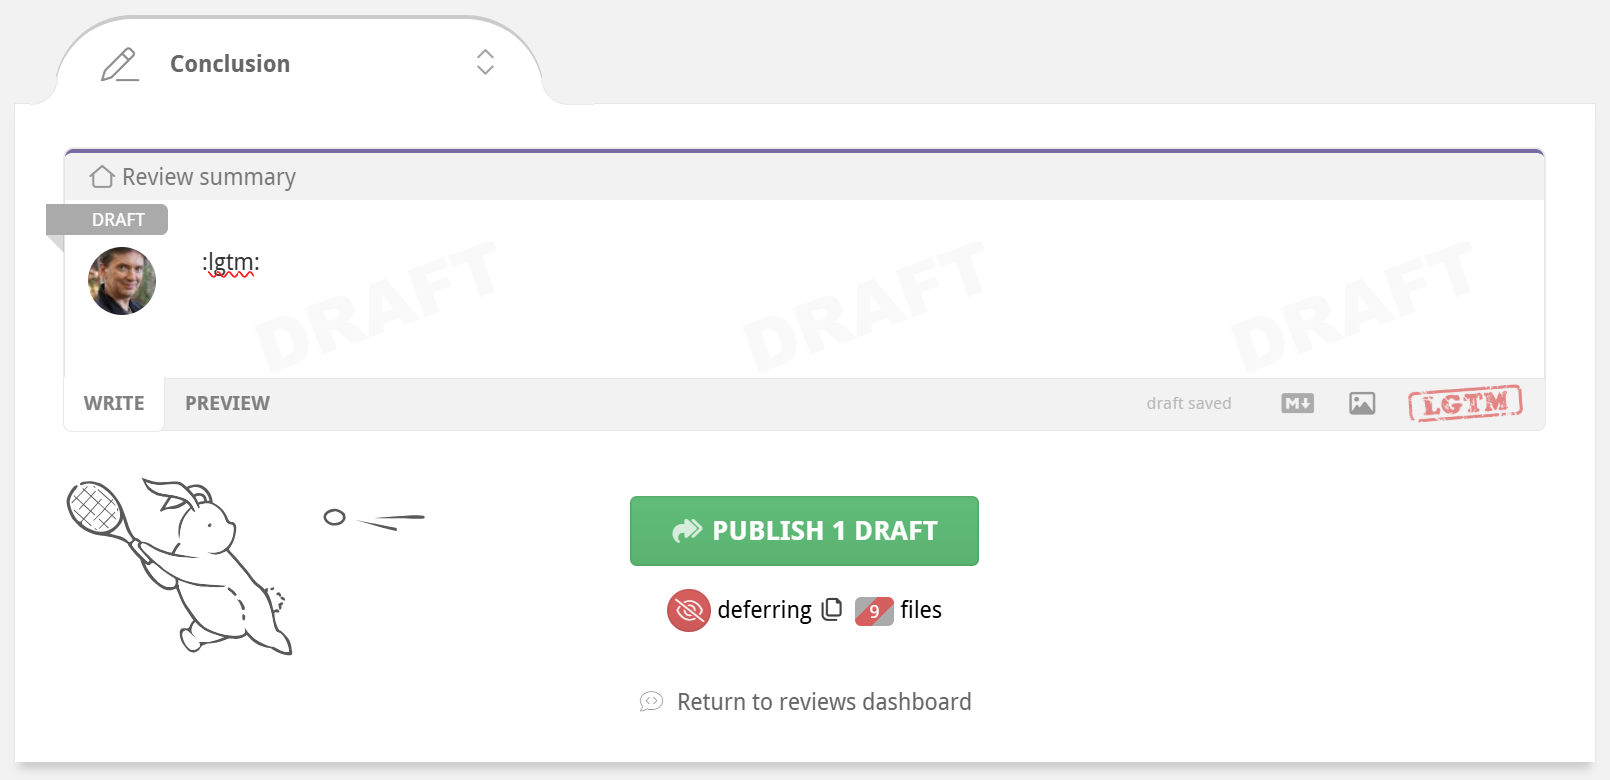 Conclusion
Review summary
DRAFT
:lgtm:
DRAFT DRAFT DRAFT
WRITE PREVIEW draft saved M LGTM
PUBLISH 1 DRAFT
deferring 9 files
Return to reviews dashboard